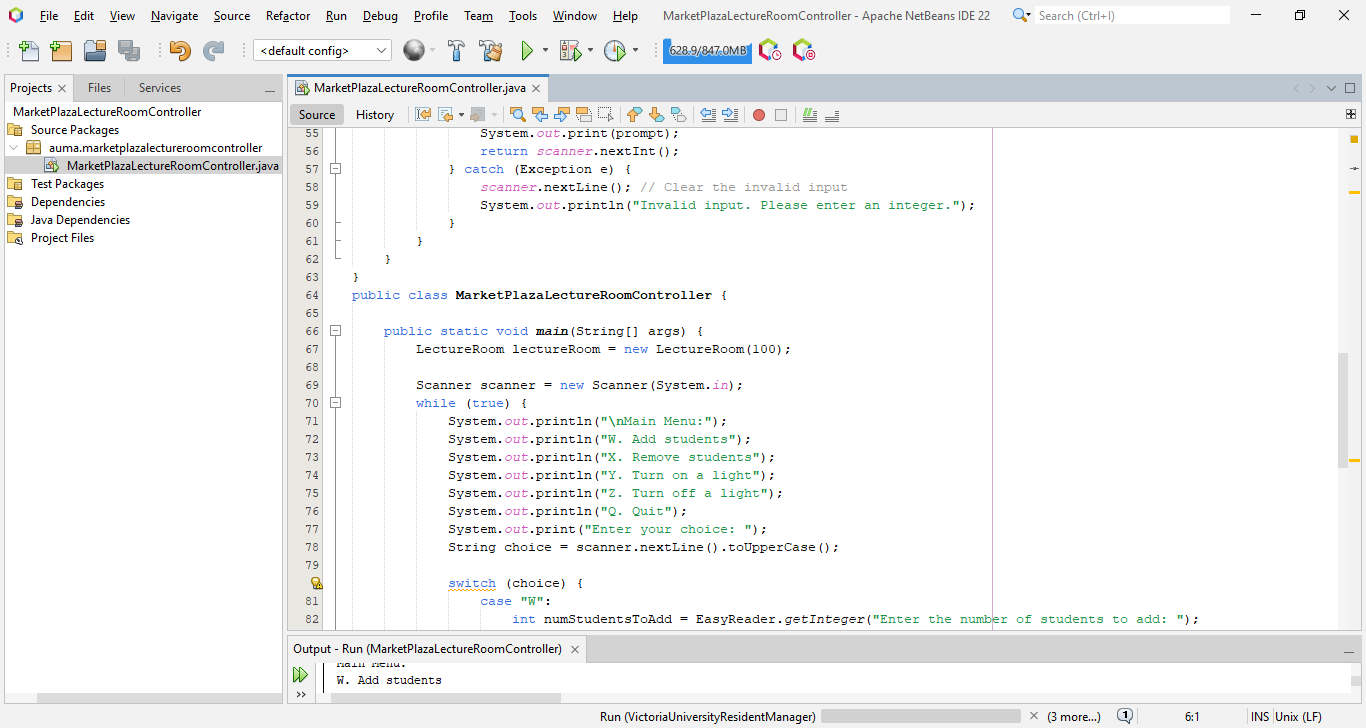 File Edit View Navigate Source Refactor Run Debug Profile Team Tools Window Help MarketPlazaLectureRoomController - Apache NetBeans IDE 22 Search (Ctrl+I)
<default config> 628.9/847.0MB
Projects Files Services
MarketPlazaLectureRoomController
Source Packages
auma.marketplazalectureroomcontroller
MarketPlazaLectureRoomController.java
Test Packages
Dependencies
Java Dependencies
Project Files
MarketPlazaLectureRoomController.java
Source History
55 System.out.print(prompt);
56 return scanner.nextInt();
57 } catch (Exception e) {
58 scanner.nextLine(); // Clear the invalid input
59 System.out.println("Invalid input. Please enter an integer.");
60 }
61 }
62 }
63 }
64 public class MarketPlazaLectureRoomController {
65
66 public static void main(String[] args) {
67 LectureRoom lectureRoom = new LectureRoom(100);
68
69 Scanner scanner = new Scanner(System.in);
70 while (true) {
71 System.out.println("\nMain Menu:");
72 System.out.println("W. Add students");
73 System.out.println("X. Remove students");
74 System.out.println("Y. Turn on a light");
75 System.out.println("Z. Turn off a light");
76 System.out.println("Q. Quit");
77 System.out.print("Enter your choice: ");
78 String choice = scanner.nextLine().toUpperCase();
79
switch (choice) {
81 case "W":
82 int numStudentsToAdd = EasyReader.getInteger("Enter the number of students to add: ");
Output - Run (MarketPlazaLectureRoomController)
Main Menu:
W. Add students
Run (VictoriaUniversityResidentManager) (3 more...) 1 6:1 INS Unix (LF)